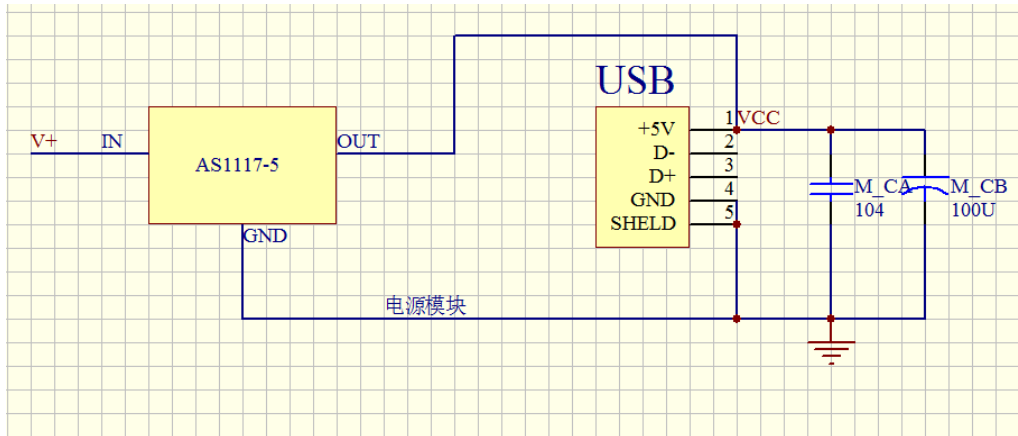 USB
V+ IN
AS1117-5
OUT
GND
+5V 1 VCC
D- 2
D+ 3
GND 4
SHELD 5
M_CA
104
M_CB
100U
电源模块